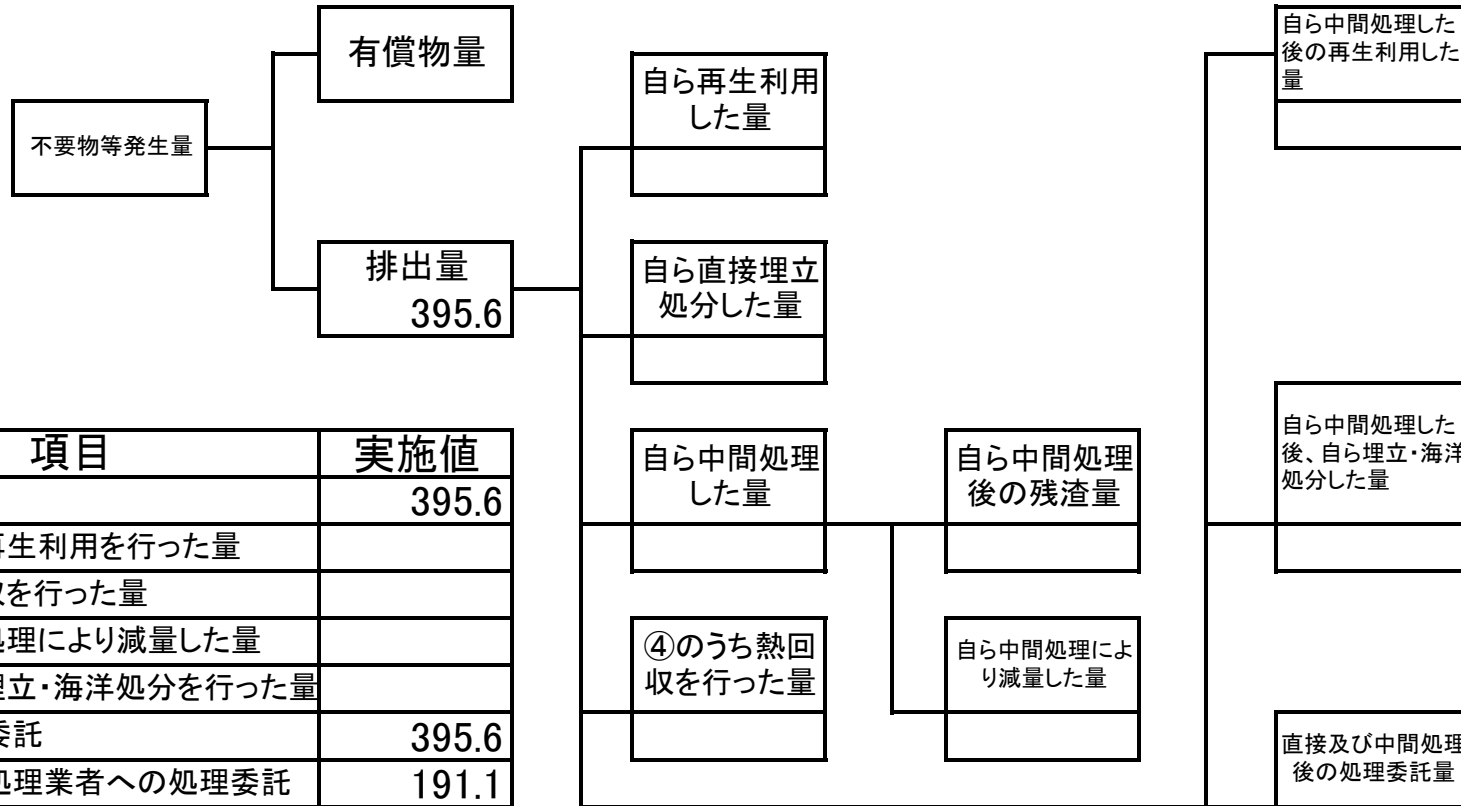 有償物量
不要物等発生量
排出量
395.6
自ら再生利用
した量
自ら直接埋立
処分した量
自ら中間処理
した量
④のうち熱回
収を行った量
自ら中間処理
後の残渣量
自ら中間処理によ
り減量した量
自ら中間処理した
後の再生利用した
量
自ら中間処理した
後、自ら埋立・海洋
処分した量
直接及び中間処理
後の処理委託量
項目 実施値
395.6
生利用を行った量
を行った量
理により減量した量
立・海洋処分を行った量
委託 395.6
処理業者への処理委託 191.1